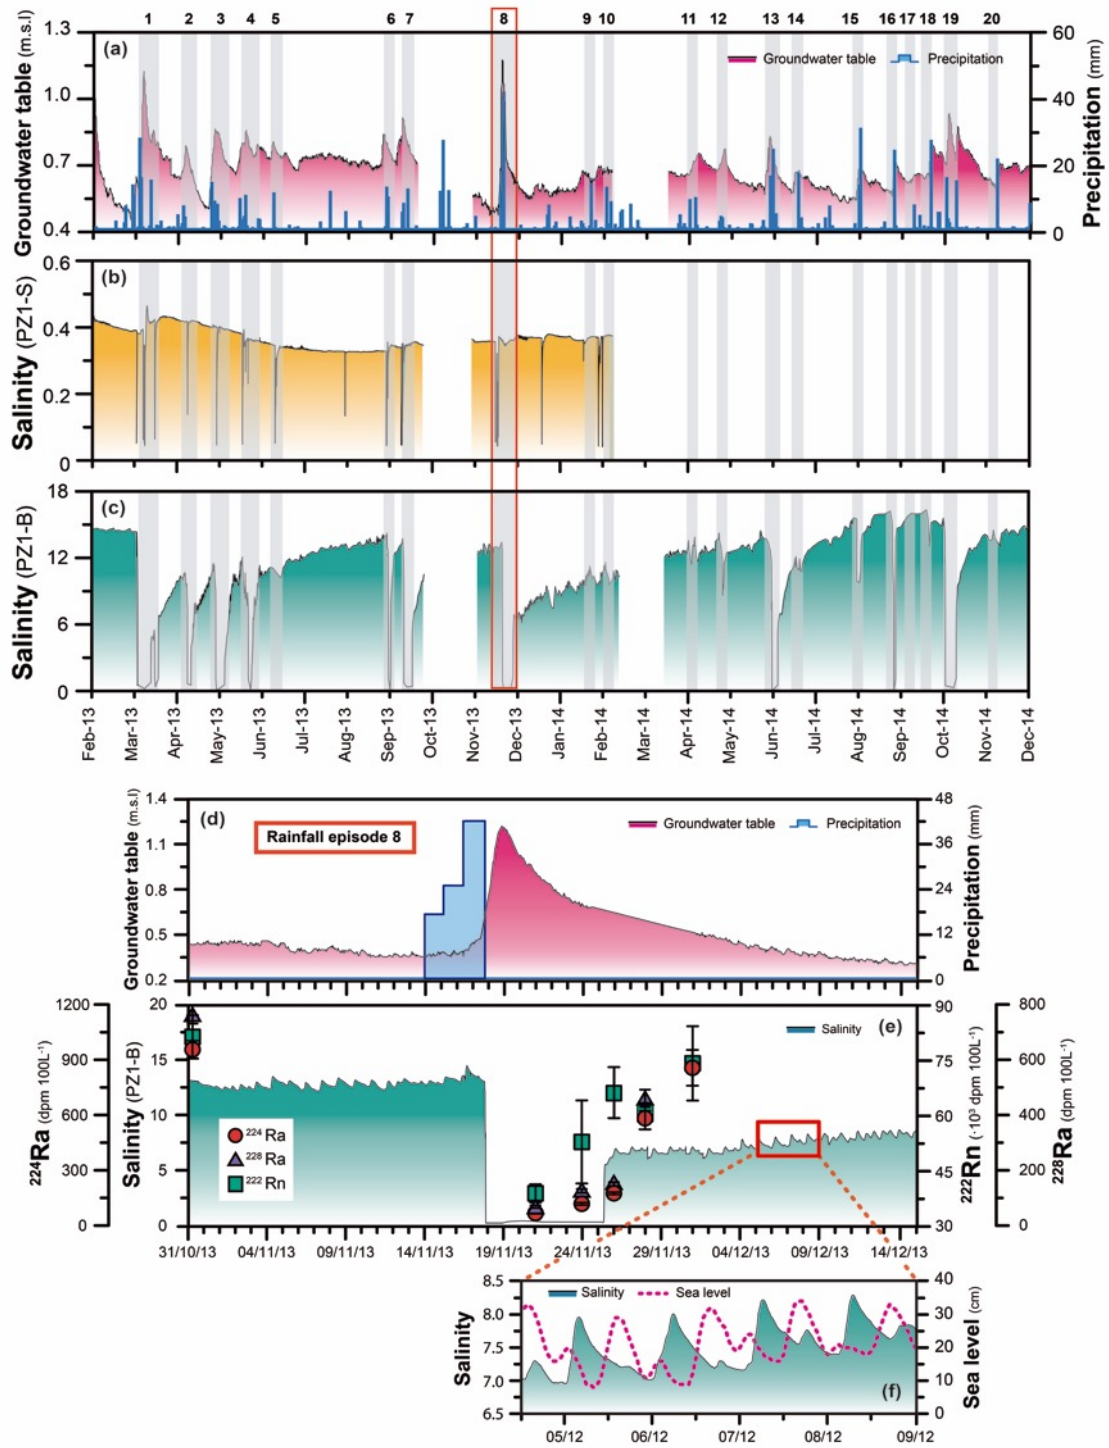 1 2 3 4 5 6 7 8 9 10 11 12 13 14 15 16 17 18 19 20
(a)
Groundwater table Precipitation
Groundwater table (m.s.l)
1.3
1.0
0.7
0.4
Precipitation (mm)
60
40
20
0
(b)
Salinity (PZ1-S)
0.6
0.4
0.2
0
(c)
Salinity (PZ1-B)
18
12
6
0
Feb-13 Mar-13 Apr-13 May-13 Jun-13 Jul-13 Aug-13 Sep-13 Oct-13 Nov-13 Dec-13 Jan-14 Feb-14 Mar-14 Apr-14 May-14 Jun-14 Jul-14 Aug-14 Sep-14 Oct-14 Nov-14 Dec-14
(d)
Rainfall episode 8
Groundwater table Precipitation
Groundwater table (m.s.l)
1.4
1.1
0.8
0.5
0.2
Precipitation (mm)
48
36
24
12
0
(e)
Salinity
²²⁴Ra (dpm 100L⁻¹)
1200
900
600
300
0
Salinity (PZ1-B)
20
15
10
5
0
²²⁴Ra
²²⁸Ra
²²²Rn
²²²Rn (·10³ dpm 100L⁻¹)
90
75
60
45
30
²²⁸Ra (dpm 100L⁻¹)
800
600
400
200
0
31/10/13 04/11/13 09/11/13 14/11/13 19/11/13 24/11/13 29/11/13 04/12/13 09/12/13 14/12/13
Salinity Sea level
Salinity
8.5
8.0
7.5
7.0
6.5
Sea level (cm)
40
30
20
10
0
(f)
05/12 06/12 07/12 08/12 09/12